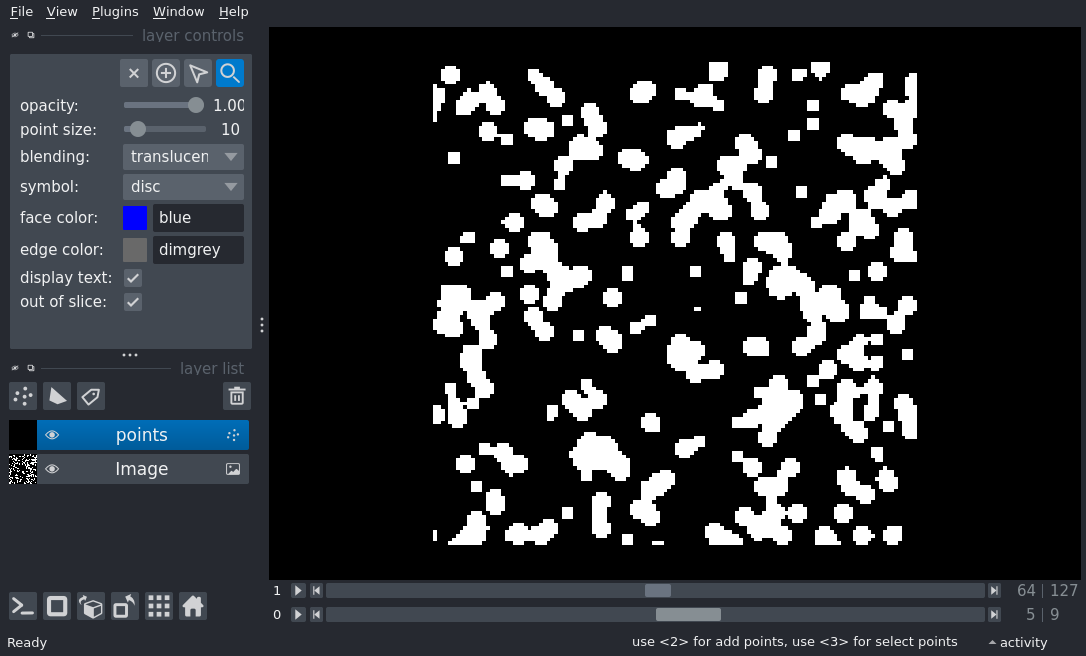 File View Plugins Window Help
layer controls
opacity: 1.00
point size: 10
blending: translucen
symbol: disc
face color: blue
edge color: dimgrey
display text:
out of slice:
layer list
points
Image
1 64 | 127
0 5 | 9
Ready use <2> for add points, use <3> for select points activity